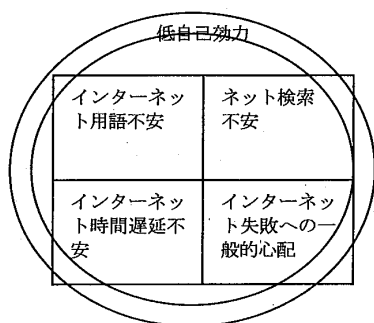 低自己効力
インターネッ
ト用語不安
ネット検索
不安
インターネッ
ト時間遅延不
安
インターネッ
ト失敗への一
般的心配